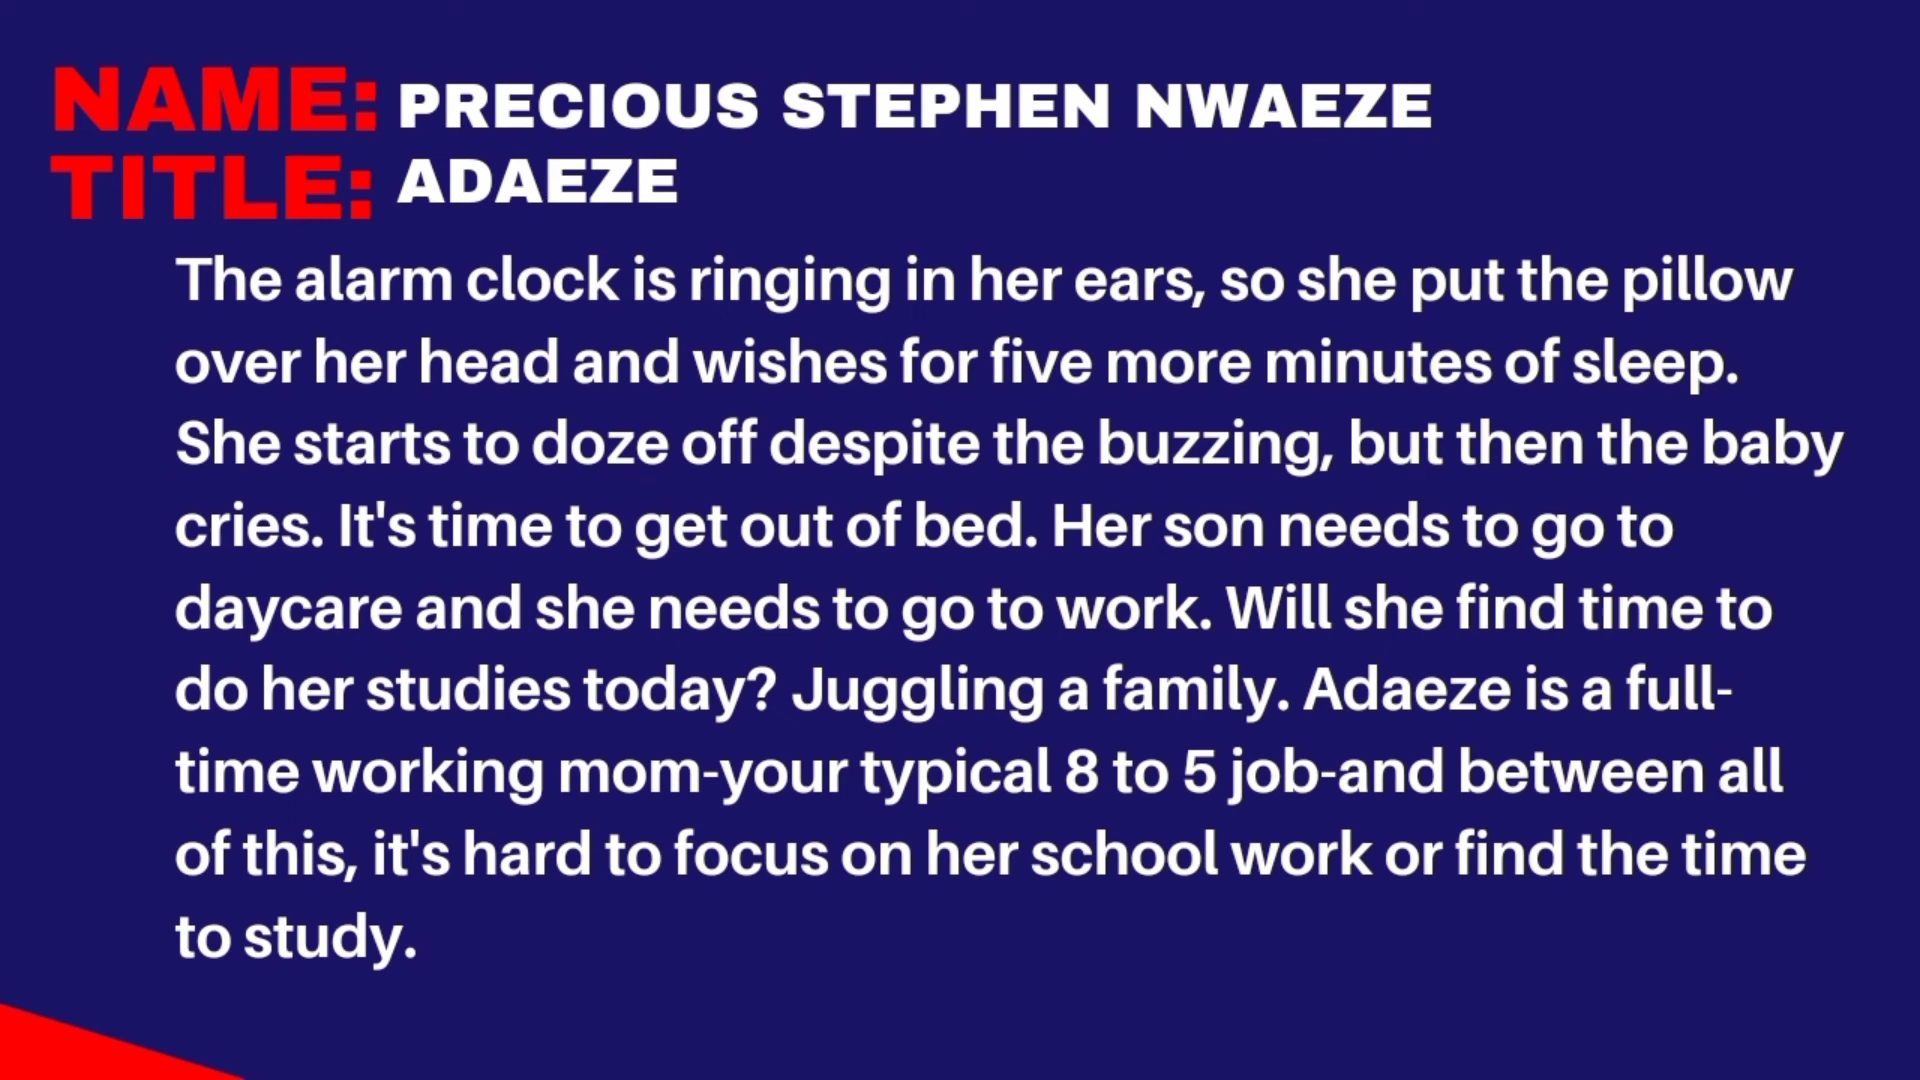 NAME: PRECIOUS STEPHEN NWAEZE
TITLE: ADAEZE
The alarm clock is ringing in her ears, so she put the pillow
over her head and wishes for five more minutes of sleep.
She starts to doze off despite the buzzing, but then the baby
cries. It's time to get out of bed. Her son needs to go to
daycare and she needs to go to work. Will she find time to
do her studies today? Juggling a family. Adaeze is a full-
time working mom-your typical 8 to 5 job-and between all
of this, it's hard to focus on her school work or find the time
to study.